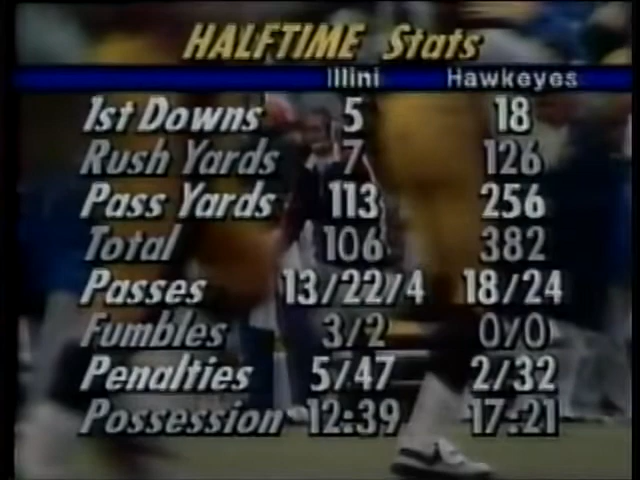 HALFTIME Stats
Illini Hawkeyes
1st Downs 5 18
Rush Yards 7 126
Pass Yards 113 256
Total 106 382
Passes 13/22/4 18/24
Fumbles 3/2 0/0
Penalties 5/47 2/32
Possession 12:39 17:21